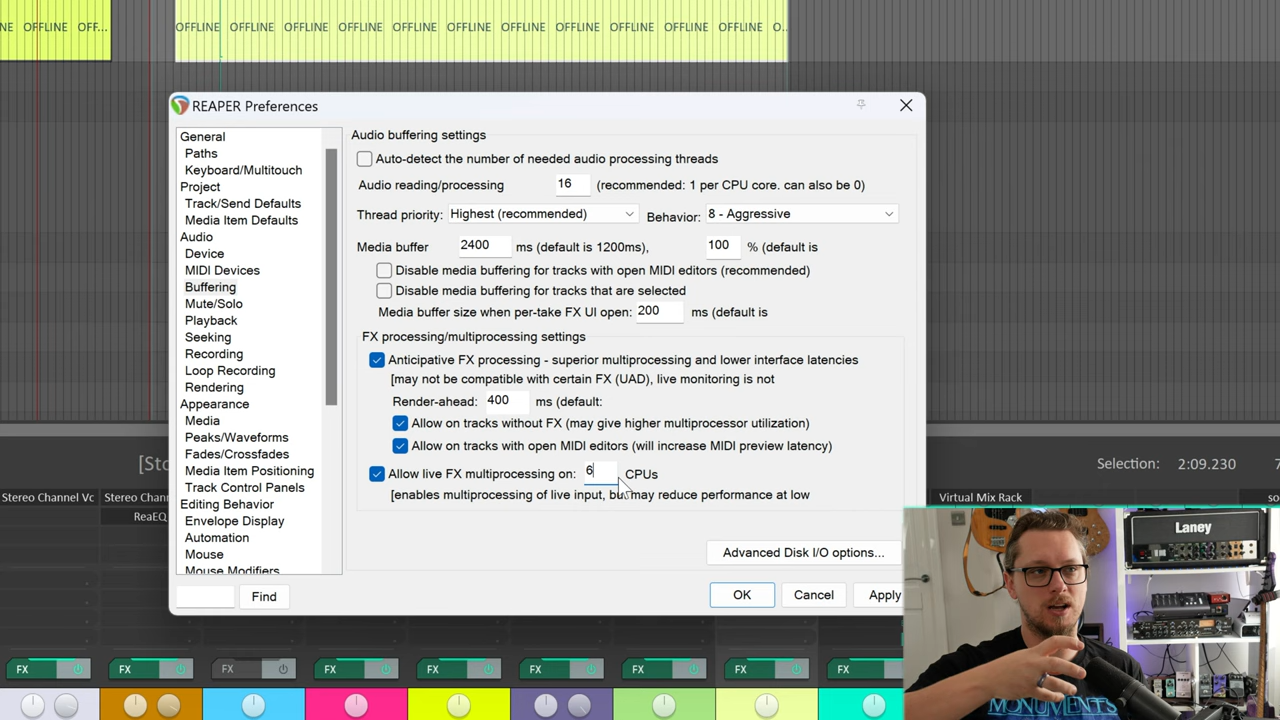 NE OFFLINE OFF... OFFLINE OFFLINE OFFLINE OFFLINE OFFLINE OFFLINE OFFLINE OFFLINE OFFLINE OFFLINE OFFLINE O..
REAPER Preferences
General
Paths
Keyboard/Multitouch
Project
Track/Send Defaults
Media Item Defaults
Audio
Device
MIDI Devices
Buffering
Mute/Solo
Playback
Seeking
Recording
Loop Recording
Rendering
Appearance
Media
Peaks/Waveforms
Fades/Crossfades
Media Item Positioning
Track Control Panels
Editing Behavior
Envelope Display
Automation
Mouse
Mouse Modifiers
Find
Audio buffering settings
Auto-detect the number of needed audio processing threads
Audio reading/processing 16 (recommended: 1 per CPU core. can also be 0)
Thread priority: Highest (recommended) Behavior: 8 - Aggressive
Media buffer 2400 ms (default is 1200ms), 100 % (default is
Disable media buffering for tracks with open MIDI editors (recommended)
Disable media buffering for tracks that are selected
Media buffer size when per-take FX UI open: 200 ms (default is
FX processing/multiprocessing settings
Anticipative FX processing - superior multiprocessing and lower interface latencies
[may not be compatible with certain FX (UAD), live monitoring is not
Render-ahead: 400 ms (default:
Allow on tracks without FX (may give higher multiprocessor utilization)
Allow on tracks with open MIDI editors (will increase MIDI preview latency)
Allow live FX multiprocessing on: 6 CPUs
[enables multiprocessing of live input, but may reduce performance at low
Advanced Disk I/O options...
OK Cancel Apply
[Sto
Selection: 2:09.230 7
Stereo Channel Vc Stereo Chann
Virtual Mix Rack so
ReaEQ
Laney
FX FX FX FX FX FX FX FX FX
MONUMENTS